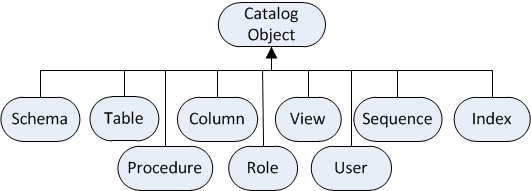 Catalog
Object
Schema
Table
Column
View
Sequence
Index
Procedure
Role
User